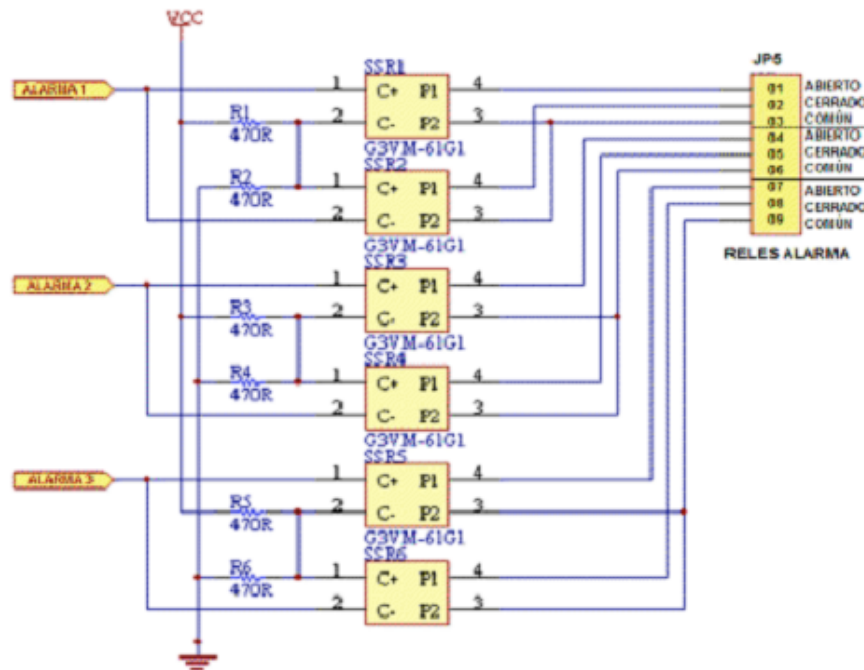 VCC
ALARMA 1
SSR1
1 C+ P1 4
2 C- P2 3
R1
470R
G3VM-61G1
R2
470R
SSR2
1 C+ P1 4
2 C- P2 3
G3VM-61G1
ALARMA 2
SSR3
1 C+ P1 4
2 C- P2 3
R3
470R
G3VM-61G1
R4
470R
SSR4
1 C+ P1 4
2 C- P2 3
G3VM-61G1
ALARMA 3
SSR5
1 C+ P1 4
2 C- P2 3
R5
470R
G3VM-61G1
R6
470R
SSR6
1 C+ P1 4
2 C- P2 3
JP5
01 ABIERTO
02 CERRADO
03 COMÚN
04 ABIERTO
05 CERRADO
06 COMÚN
07 ABIERTO
08 CERRADO
09 COMÚN
RELES ALARMA